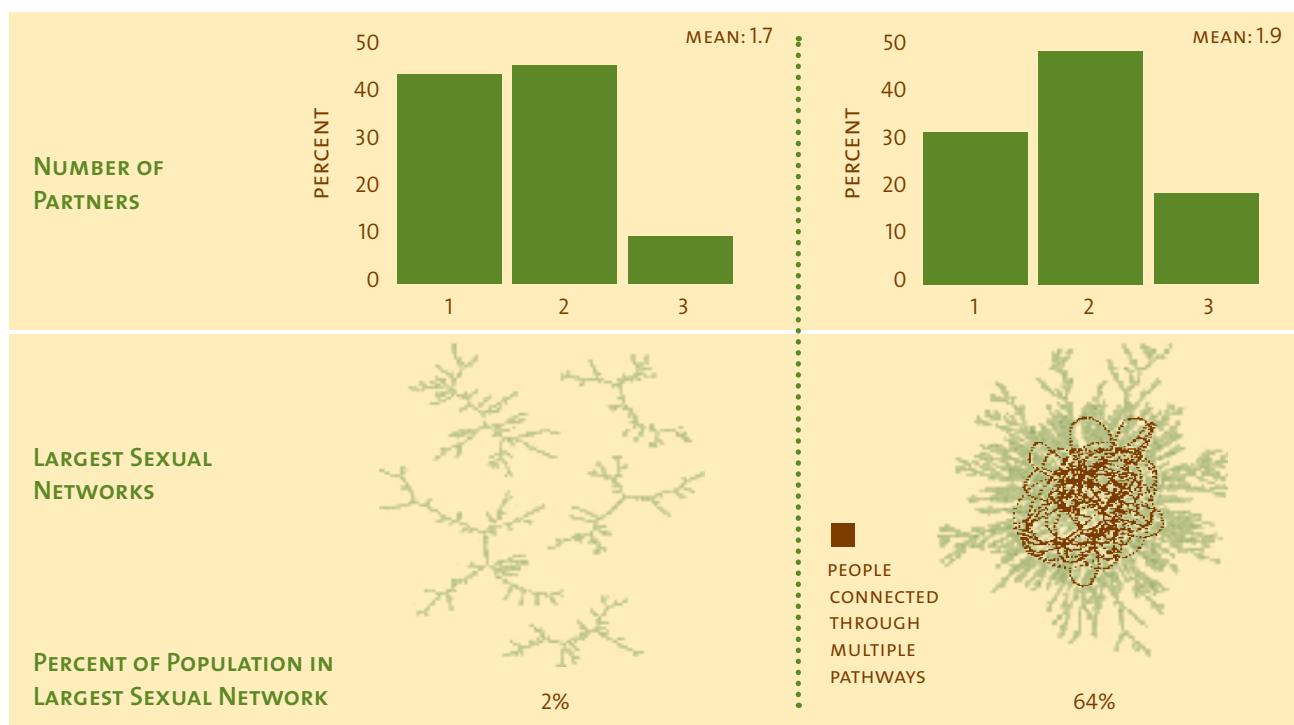 MEAN: 1.7
50
40
30
20
10
0
PERCENT
1
2
3
MEAN: 1.9
50
40
30
20
10
0
PERCENT
1
2
3
NUMBER OF
PARTNERS
LARGEST SEXUAL
NETWORKS
PEOPLE
CONNECTED
THROUGH
MULTIPLE
PATHWAYS
PERCENT OF POPULATION IN
LARGEST SEXUAL NETWORK
2%
64%